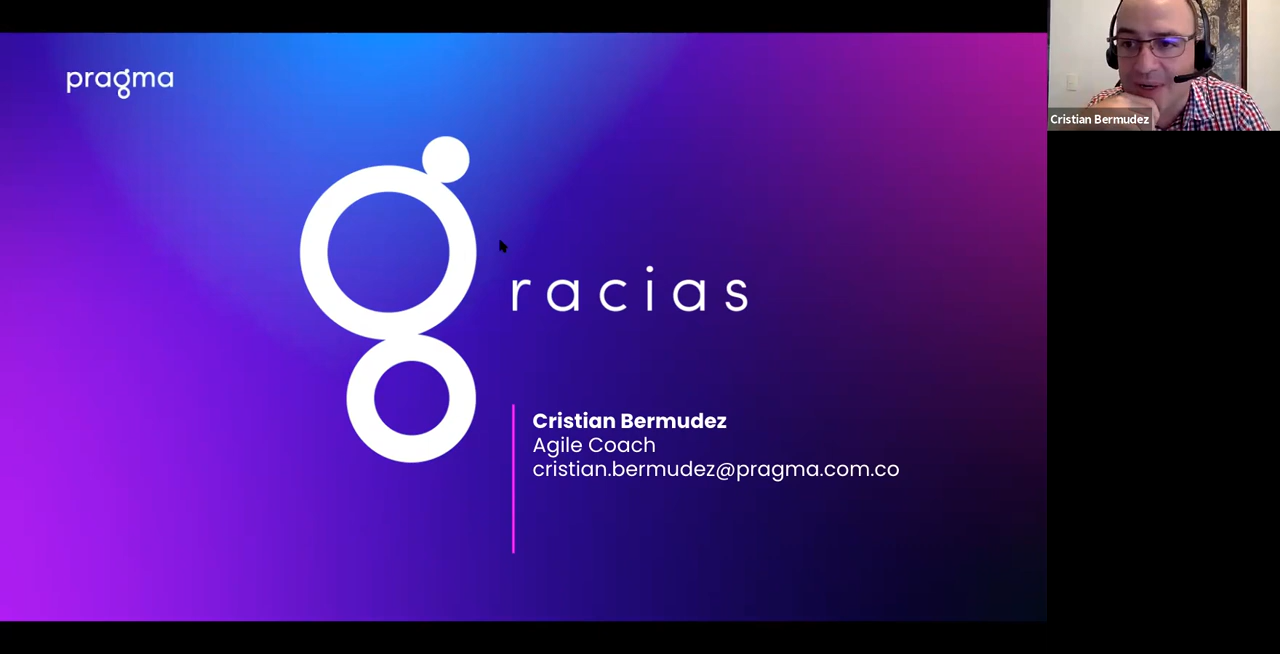 pragma
gracias
Cristian Bermudez
Agile Coach
cristian.bermudez@pragma.com.co
Cristian Bermudez